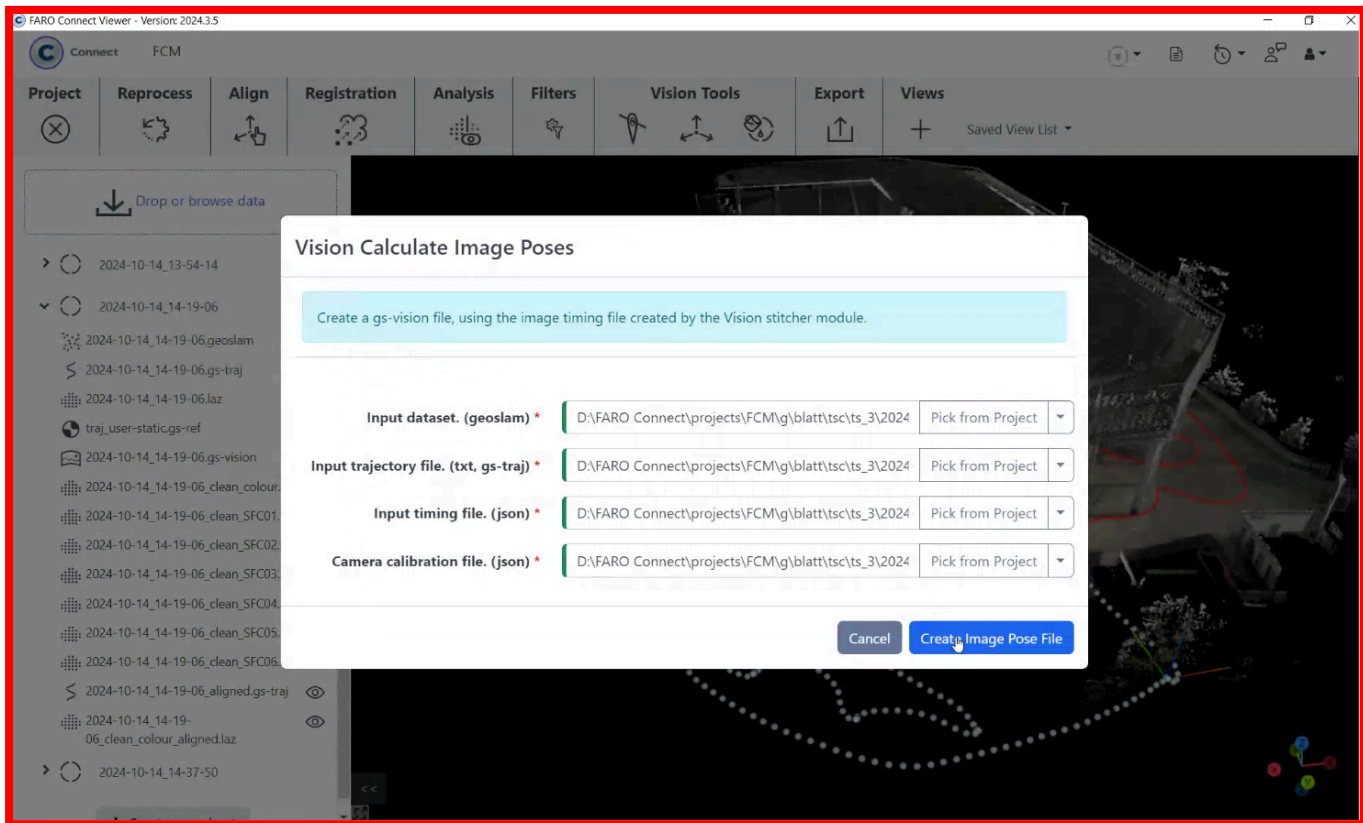 FARO Connect Viewer - Version: 2024.3.5
Connect FCM
Project Reprocess Align Registration Analysis Filters Vision Tools Export Views
Saved View List
Drop or browse data
2024-10-14_13-54-14
2024-10-14_14-19-06
2024-10-14_14-19-06.geoslam
2024-10-14_14-19-06.gs-traj
2024-10-14_14-19-06.laz
traj_user-static.gs-ref
2024-10-14_14-19-06.gs-vision
2024-10-14_14-19-06_clean_colour.
2024-10-14_14-19-06_clean_SFC01.
2024-10-14_14-19-06_clean_SFC02.
2024-10-14_14-19-06_clean_SFC03.
2024-10-14_14-19-06_clean_SFC04.
2024-10-14_14-19-06_clean_SFC05.
2024-10-14_14-19-06_clean_SFC06.
2024-10-14_14-19-06_aligned.gs-traj
2024-10-14_14-19-
06_clean_colour_aligned.laz
2024-10-14_14-37-50
<<
Vision Calculate Image Poses
Create a gs-vision file, using the image timing file created by the Vision stitcher module.
Input dataset. (geoslam) * D:\FARO Connect\projects\FCM\g\blatt\tsc\ts_3\2024 Pick from Project
Input trajectory file. (txt, gs-traj) * D:\FARO Connect\projects\FCM\g\blatt\tsc\ts_3\2024 Pick from Project
Input timing file. (json) * D:\FARO Connect\projects\FCM\g\blatt\tsc\ts_3\2024 Pick from Project
Camera calibration file. (json) * D:\FARO Connect\projects\FCM\g\blatt\tsc\ts_3\2024 Pick from Project
Cancel Create Image Pose File